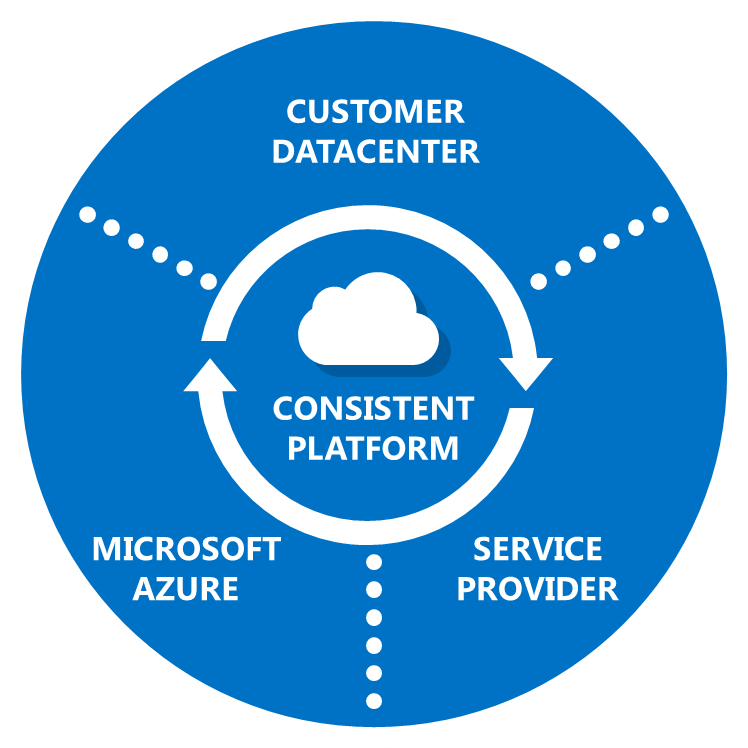 CUSTOMER
DATACENTER
CONSISTENT
PLATFORM
MICROSOFT
AZURE
SERVICE
PROVIDER